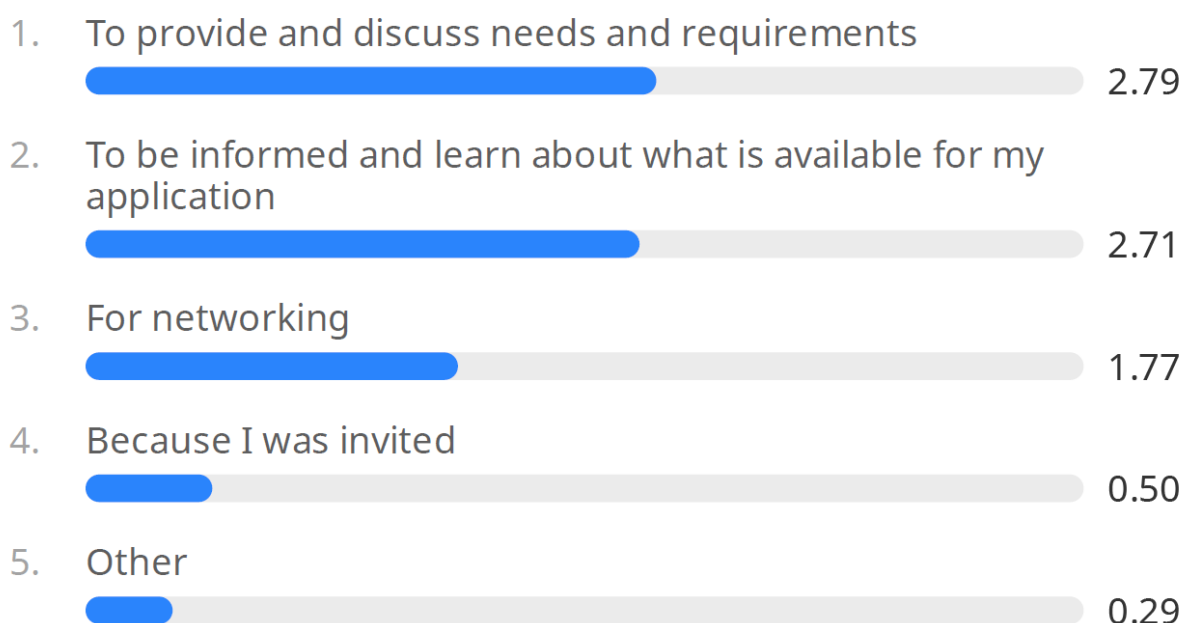 1. To provide and discuss needs and requirements
2.79
2. To be informed and learn about what is available for my
application
2.71
3. For networking
1.77
4. Because I was invited
0.50
5. Other
0.29